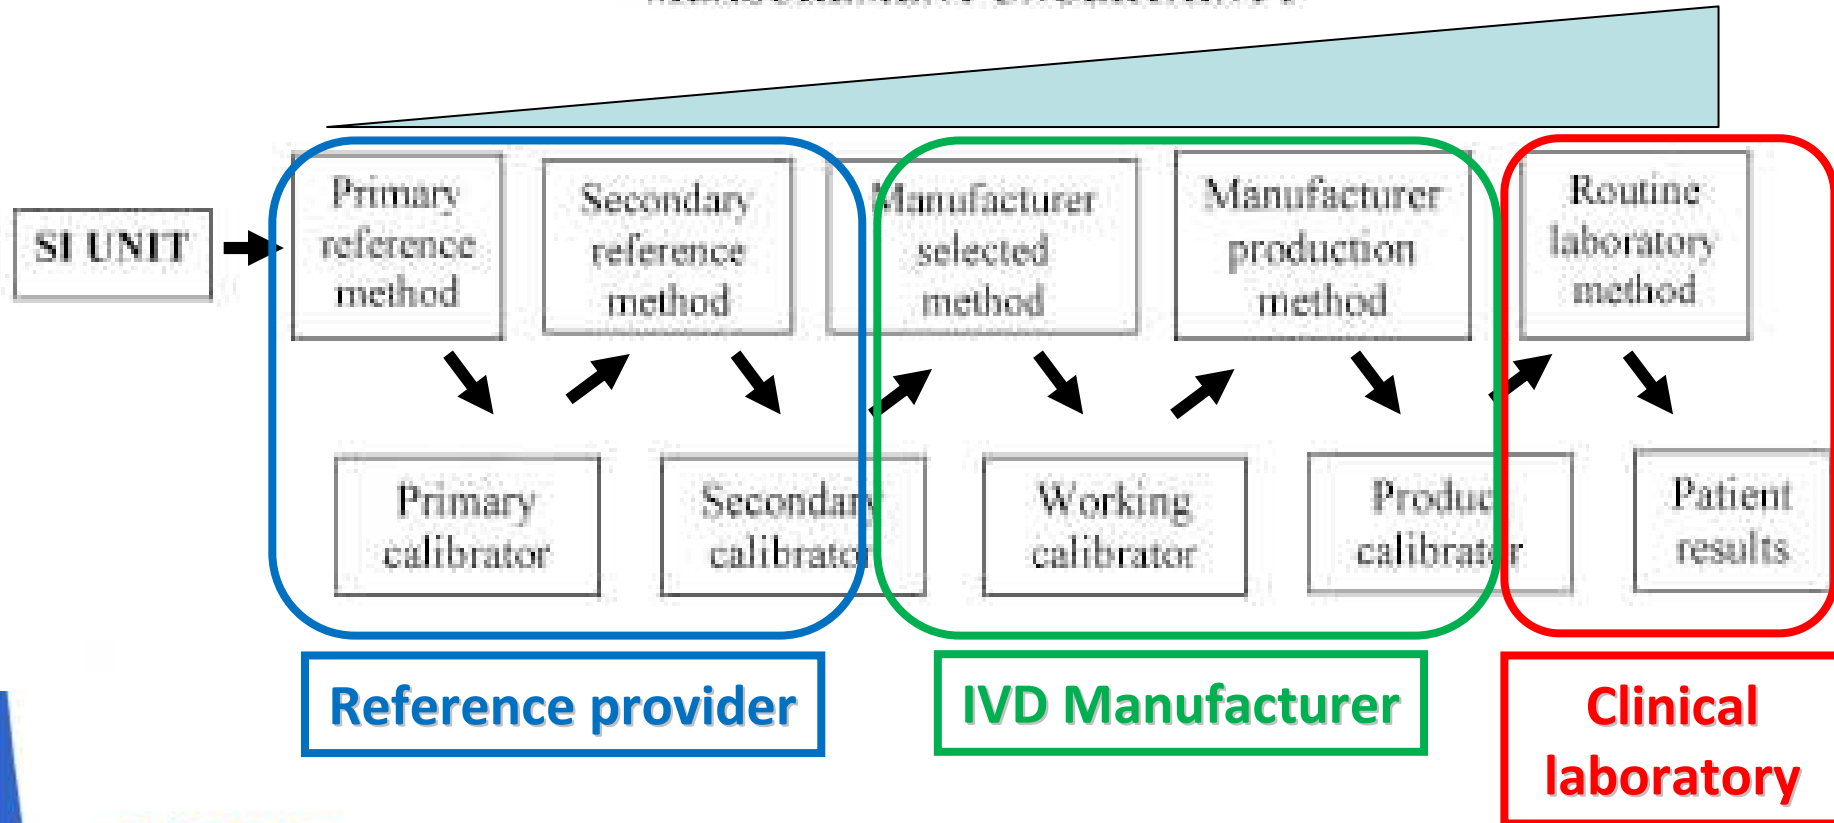 SI UNIT
Primary
reference
method
Secondary
reference
method
Manufacturer
selected
method
Manufacturer
production
method
Routine
laboratory
method
Primary
calibrator
Secondary
calibrator
Working
calibrator
Product
calibrator
Patient
results
Reference provider
IVD Manufacturer
Clinical
laboratory